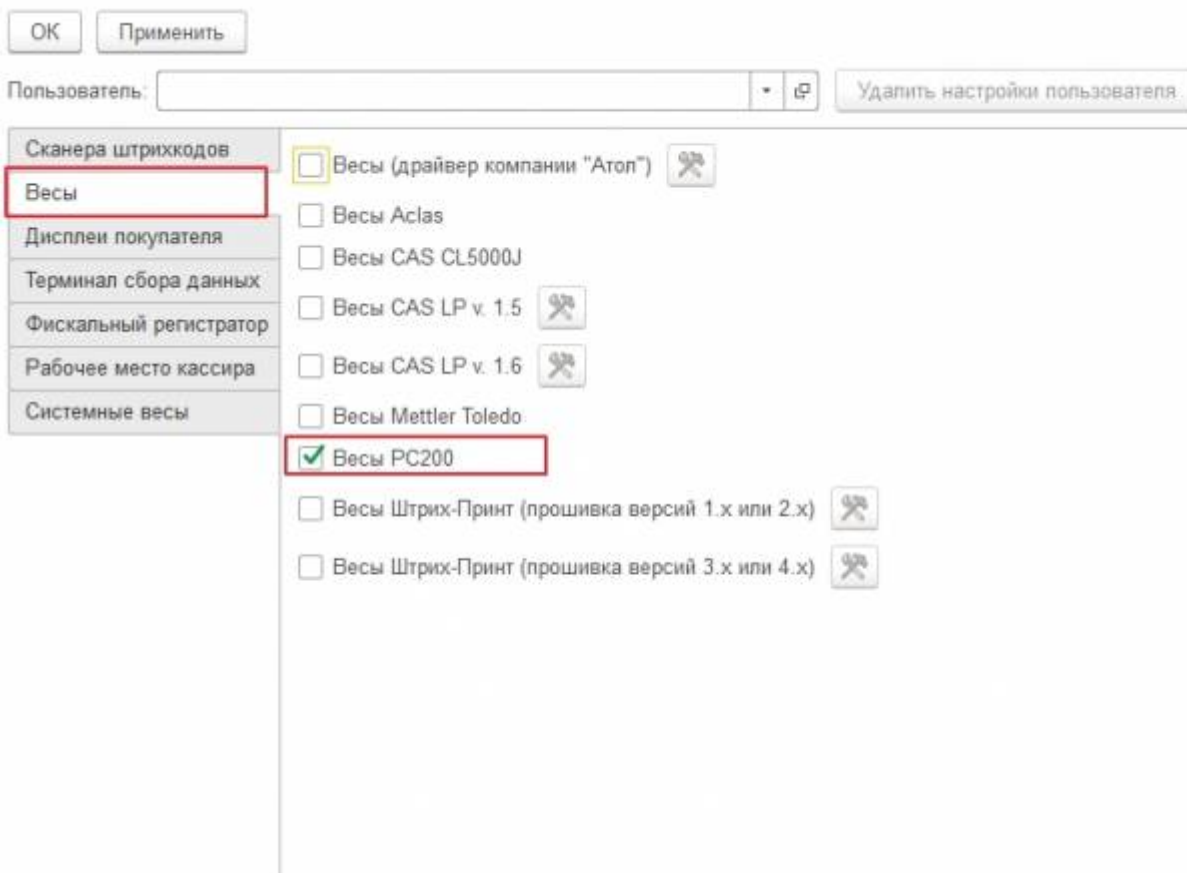 ОК Применить
Пользователь: Удалить настройки пользователя
Сканера штрихкодов
Весы
Дисплеи покупателя
Терминал сбора данных
Фискальный регистратор
Рабочее место кассира
Системные весы
Весы (драйвер компании "Атол")
Весы Aclas
Весы CAS CL5000J
Весы CAS LP v. 1.5
Весы CAS LP v. 1.6
Весы Mettler Toledo
Весы PC200
Весы Штрих-Принт (прошивка версий 1.x или 2.x)
Весы Штрих-Принт (прошивка версий 3.x или 4.x)